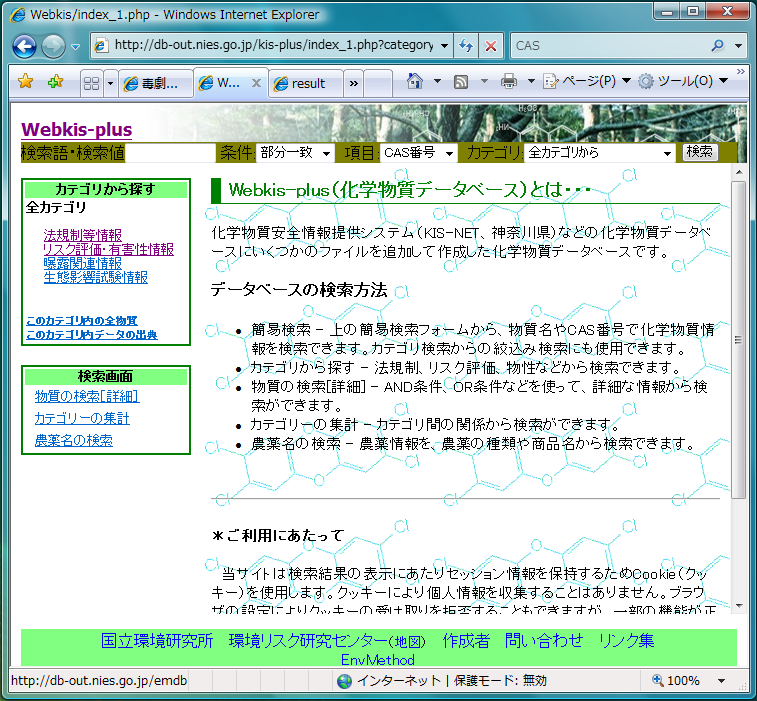 Webkis/index_1.php - Windows Internet Explorer
http://db-out.nies.go.jp/kis-plus/index_1.php?category
CAS
毒劇...
W...
result
»
ページ(P)
ツール(O)
»
Webkis-plus
検索語・検索値
条件:
部分一致
項目:
CAS番号
カテゴリ:
全カテゴリから
検索
カテゴリから探す
全カテゴリ
法規制等情報
リスク評価・有害性情報
曝露関連情報
生態影響試験情報
このカテゴリ内の全物質
このカテゴリ内データの出典
検索画面
物質の検索[詳細]
カテゴリーの集計
農薬名の検索
Webkis-plus(化学物質データベース)とは・・・
化学物質安全情報提供システム(KIS-NET、神奈川県)などの化学物質データベ
ースにいくつかのファイルを追加して作成した化学物質データベースです。
データベースの検索方法
• 簡易検索 - 上の簡易検索フォームから、物質名やCAS番号で化学物質情
報を検索できます。カテゴリ検索からの絞込み検索にも使用できます。
• カテゴリから探す - 法規制、リスク評価、物性などから検索できます。
• 物質の検索[詳細] - AND条件、OR条件などを使って、詳細な情報から検
索ができます。
• カテゴリーの集計 - カテゴリ間の関係から検索ができます。
• 農薬名の検索 - 農薬情報を、農薬の種類や商品名から検索できます。
*ご利用にあたって
当サイトは検索結果の表示にあたりセッション情報を保持するためCookie(クッ
キー)を使用します。クッキーにより個人情報を収集することはありません。ブラウ
ザの設定によりクッキーの受け取りを拒否することもできますが、一部の機能が正
国立環境研究所 環境リスク研究センター(地図) 作成者 問い合わせ リンク集
EnvMethod
http://db-out.nies.go.jp/emdb
インターネット | 保護モード: 無効
100%